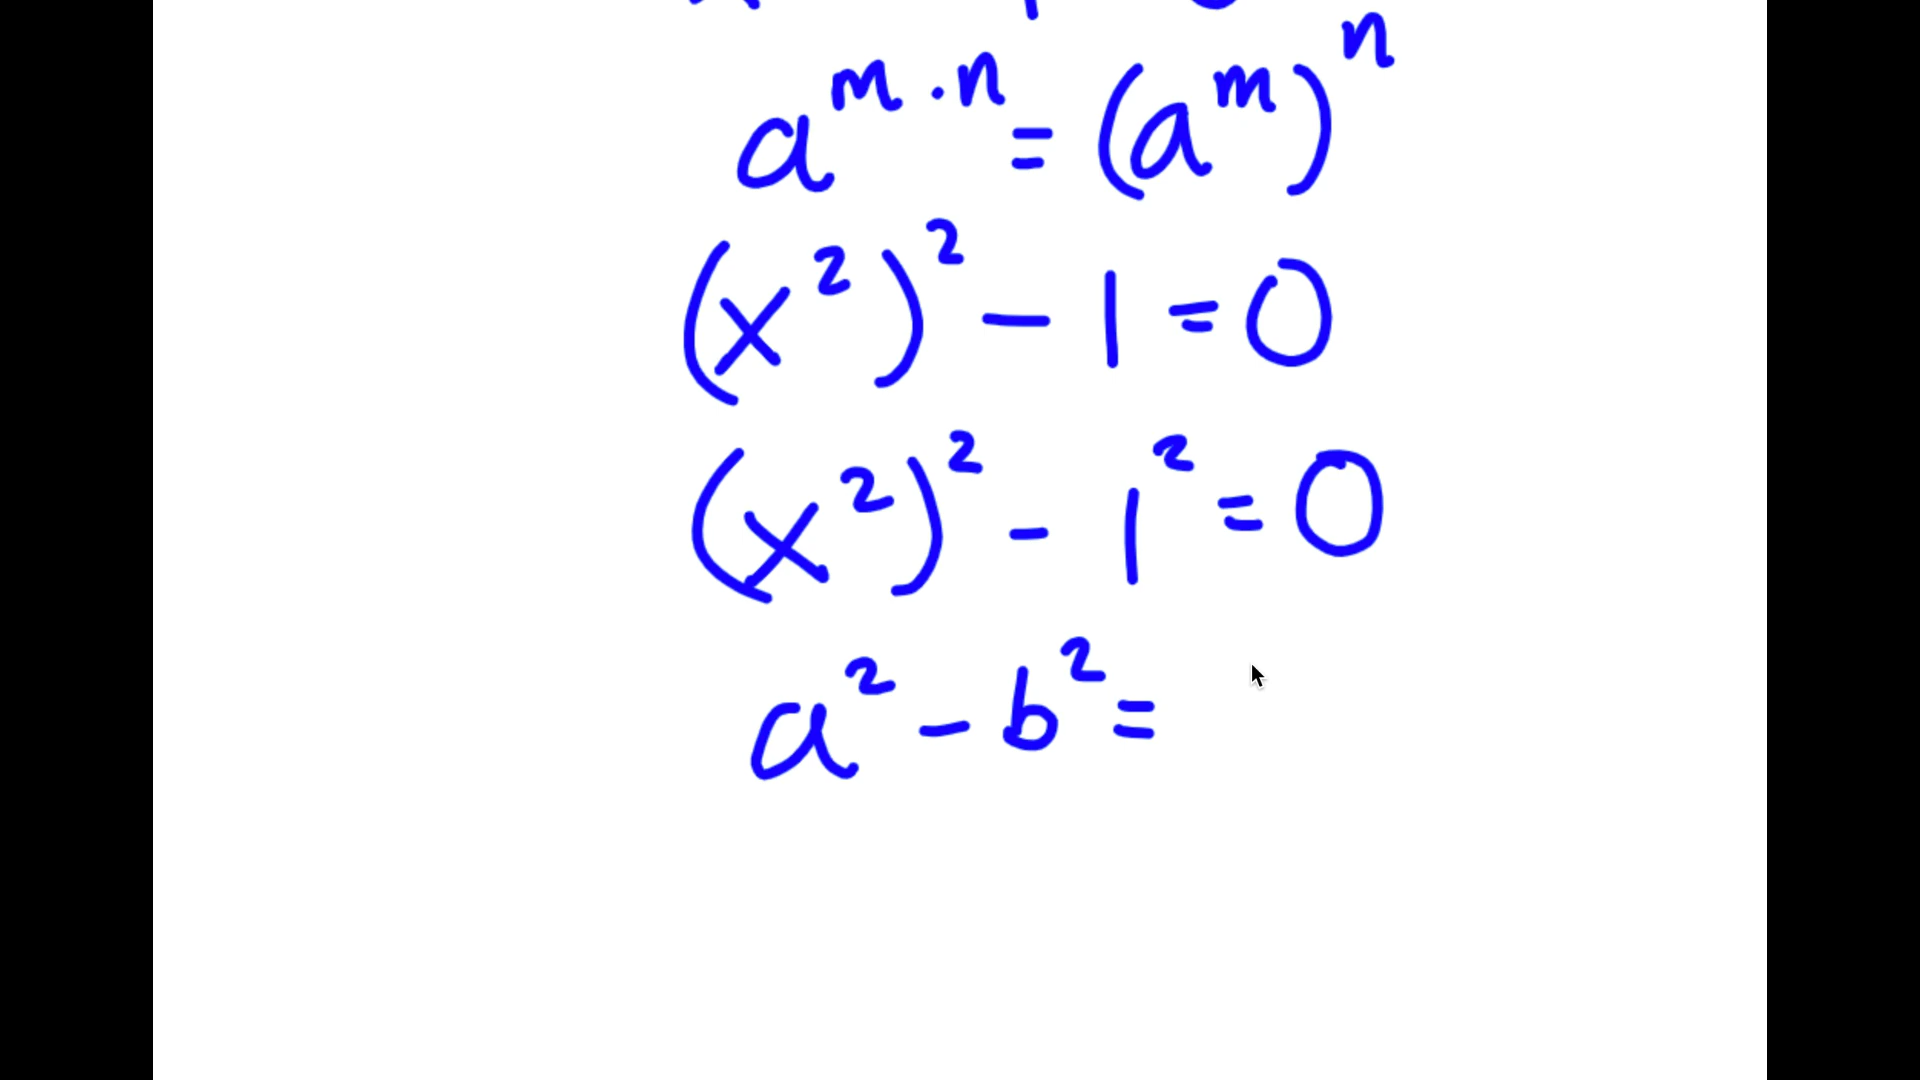 a^{m·n} = (a^m)^n
(x^2)^2 - 1 = 0
(x^2)^2 - 1^2 = 0
a^2 - b^2 =